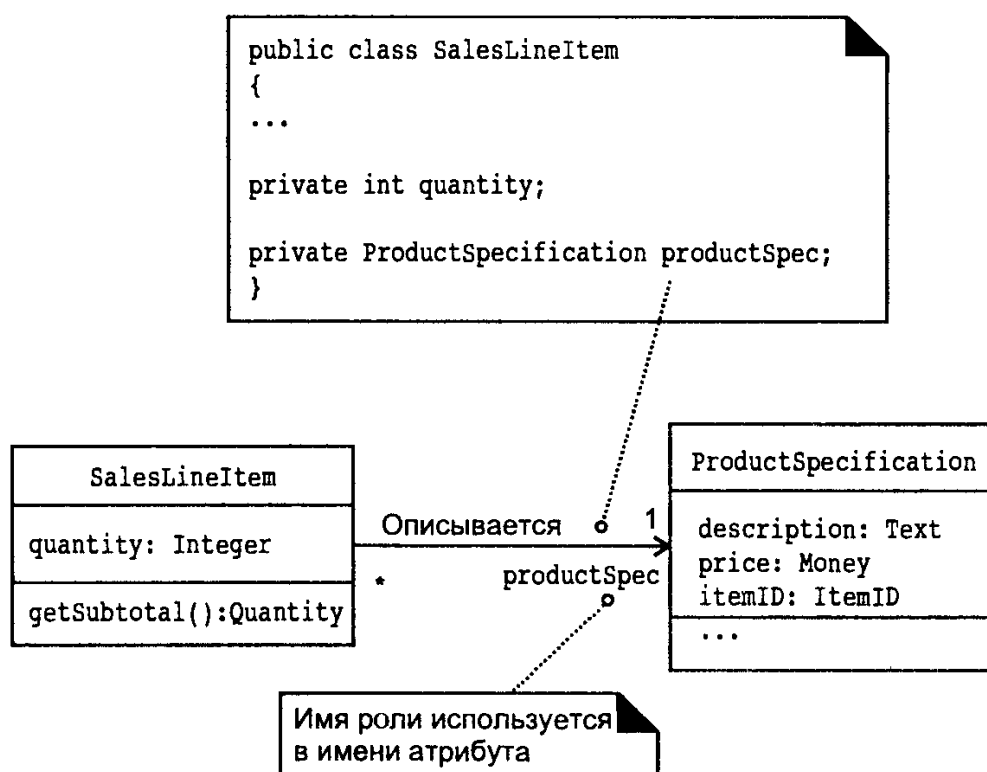 public class SalesLineItem
{
...
private int quantity;
private ProductSpecification productSpec;
}
SalesLineItem
quantity: Integer
getSubtotal():Quantity
Описывается
1
*
productSpec
ProductSpecification
description: Text
price: Money
itemID: ItemID
...
Имя роли используется
в имени атрибута